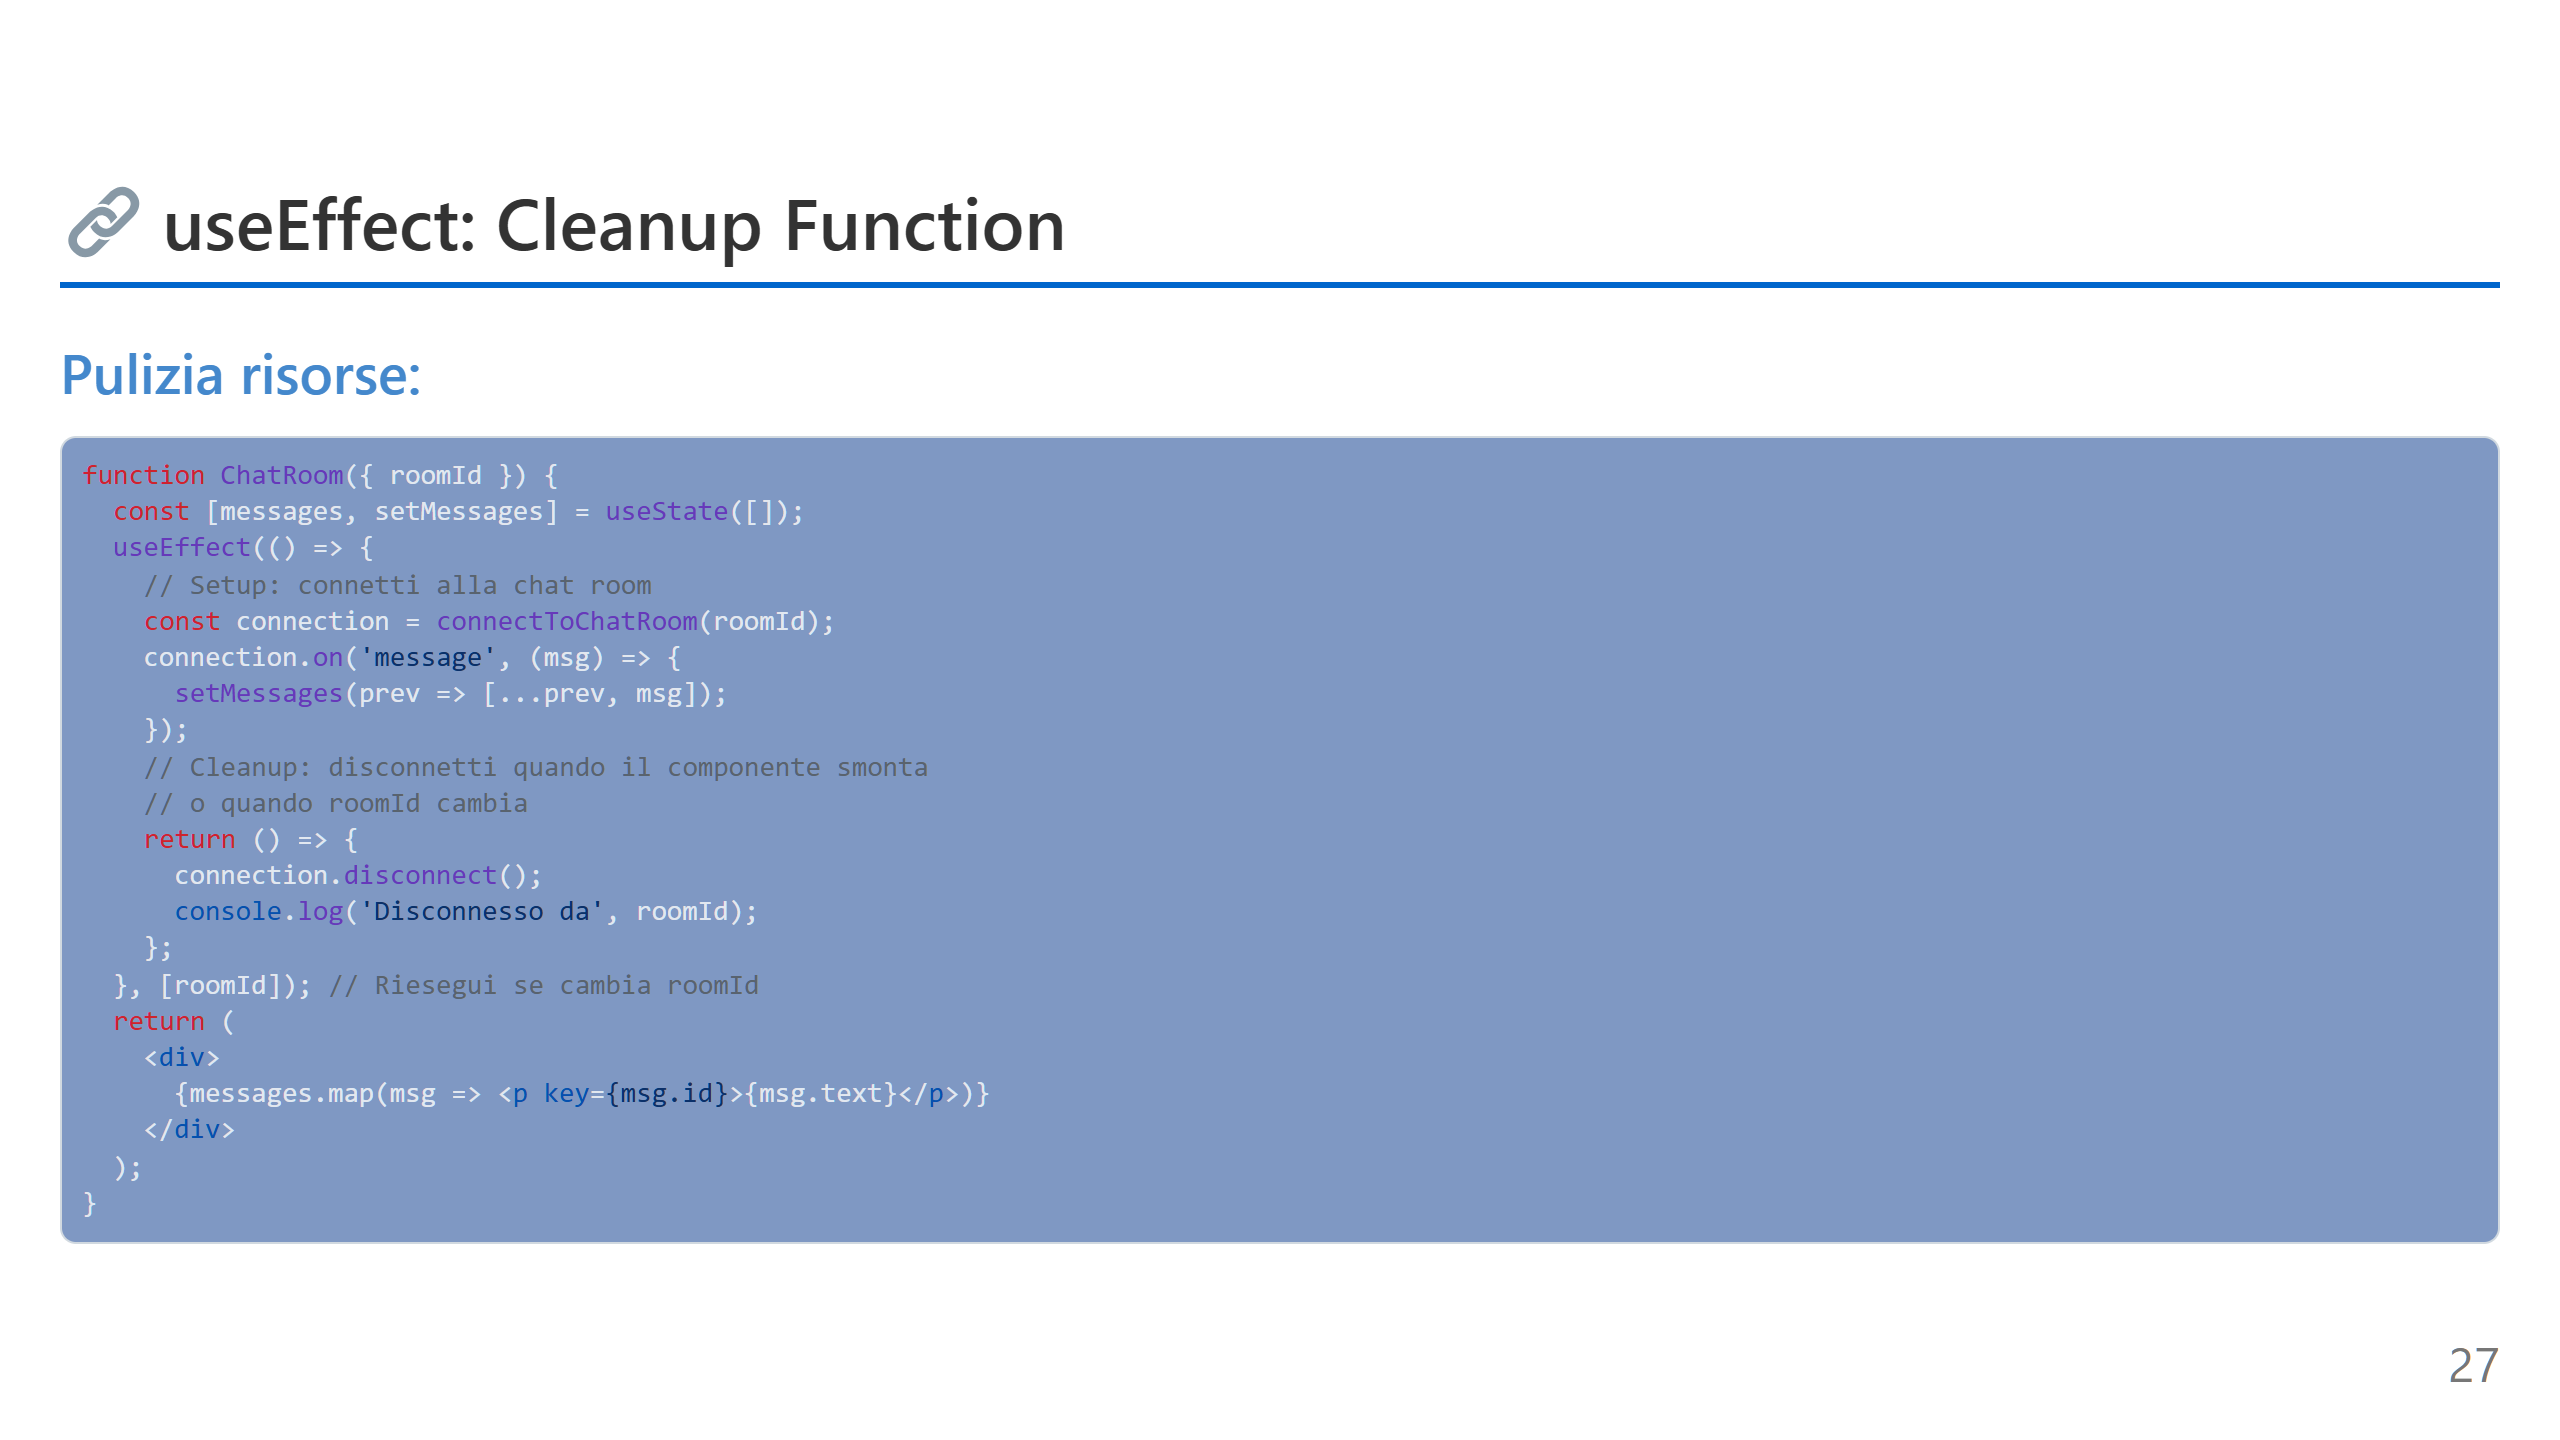 🔗 useEffect: Cleanup Function
Pulizia risorse:
function ChatRoom({ roomId }) {
  const [messages, setMessages] = useState([]);
  useEffect(() => {
    // Setup: connetti alla chat room
    const connection = connectToChatRoom(roomId);
    connection.on('message', (msg) => {
      setMessages(prev => [...prev, msg]);
    });
    // Cleanup: disconnetti quando il componente smonta
    // o quando roomId cambia
    return () => {
      connection.disconnect();
      console.log('Disconnesso da', roomId);
    };
  }, [roomId]); // Riesegui se cambia roomId
  return (
    <div>
      {messages.map(msg => <p key={msg.id}>{msg.text}</p>)}
    </div>
  );
}
27